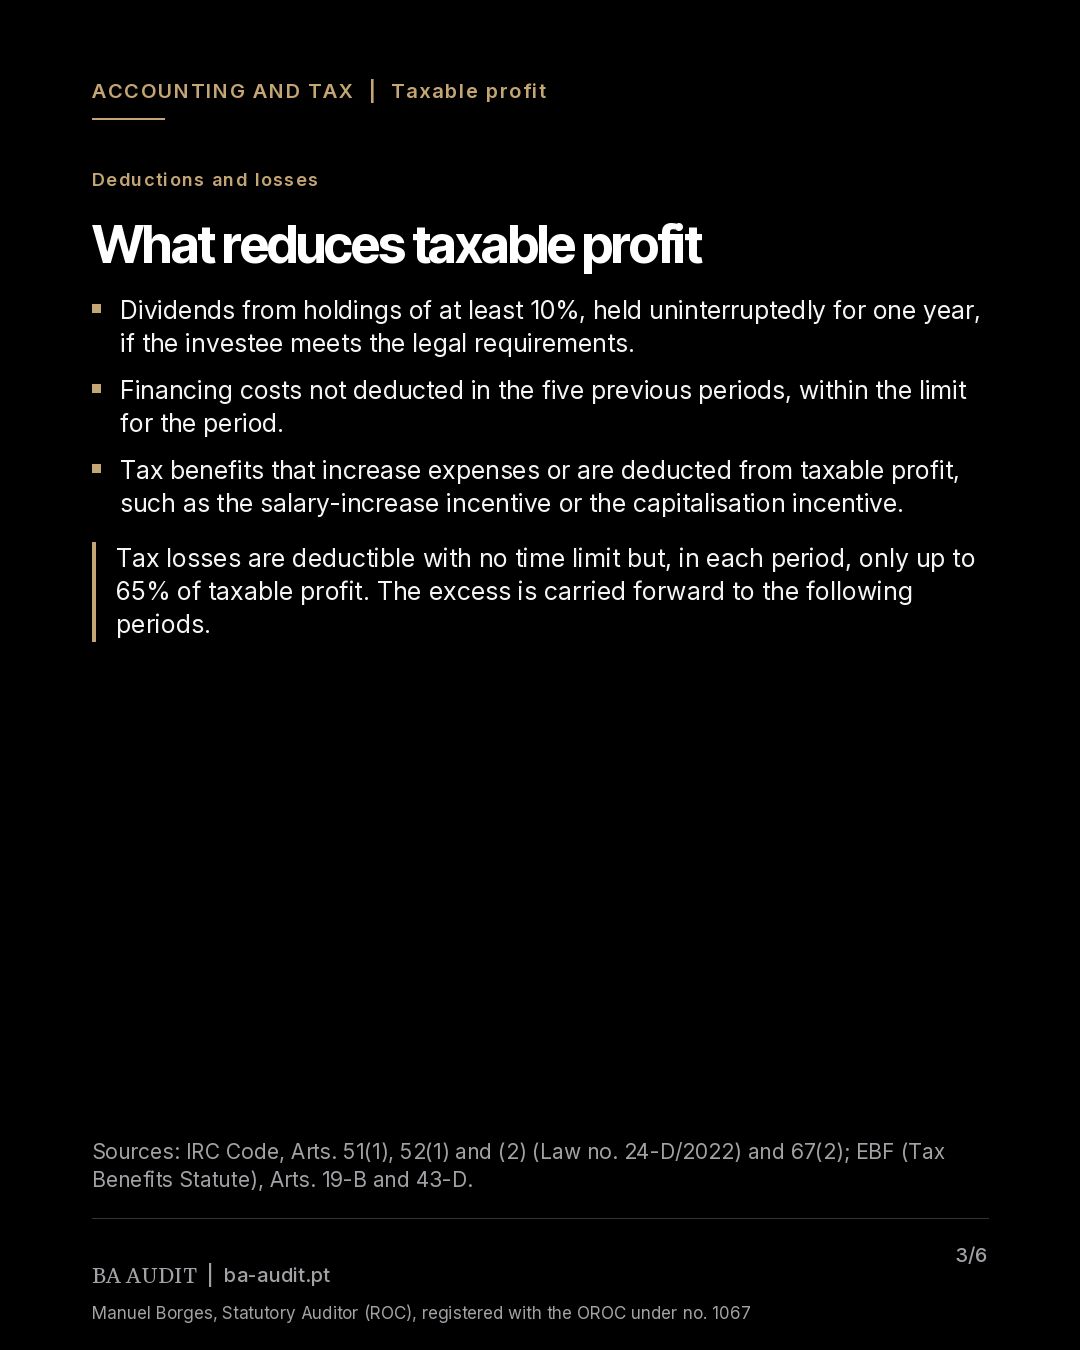 ACCOUNTING AND TAX | Taxable profit
Deductions and losses
What reduces taxable profit
Dividends from holdings of at least 10%, held uninterruptedly for one year,
if the investee meets the legal requirements.
Financing costs not deducted in the five previous periods, within the limit
for the period.
Tax benefits that increase expenses or are deducted from taxable profit,
such as the salary-increase incentive or the capitalisation incentive.
Tax losses are deductible with no time limit but, in each period, only up to
65% of taxable profit. The excess is carried forward to the following
periods.
Sources: IRC Code, Arts. 51(1), 52(1) and (2) (Law no. 24-D/2022) and 67(2); EBF (Tax
Benefits Statute), Arts. 19-B and 43-D.
3/6
BA AUDIT | ba-audit.pt
Manuel Borges, Statutory Auditor (ROC), registered with the OROC under no. 1067